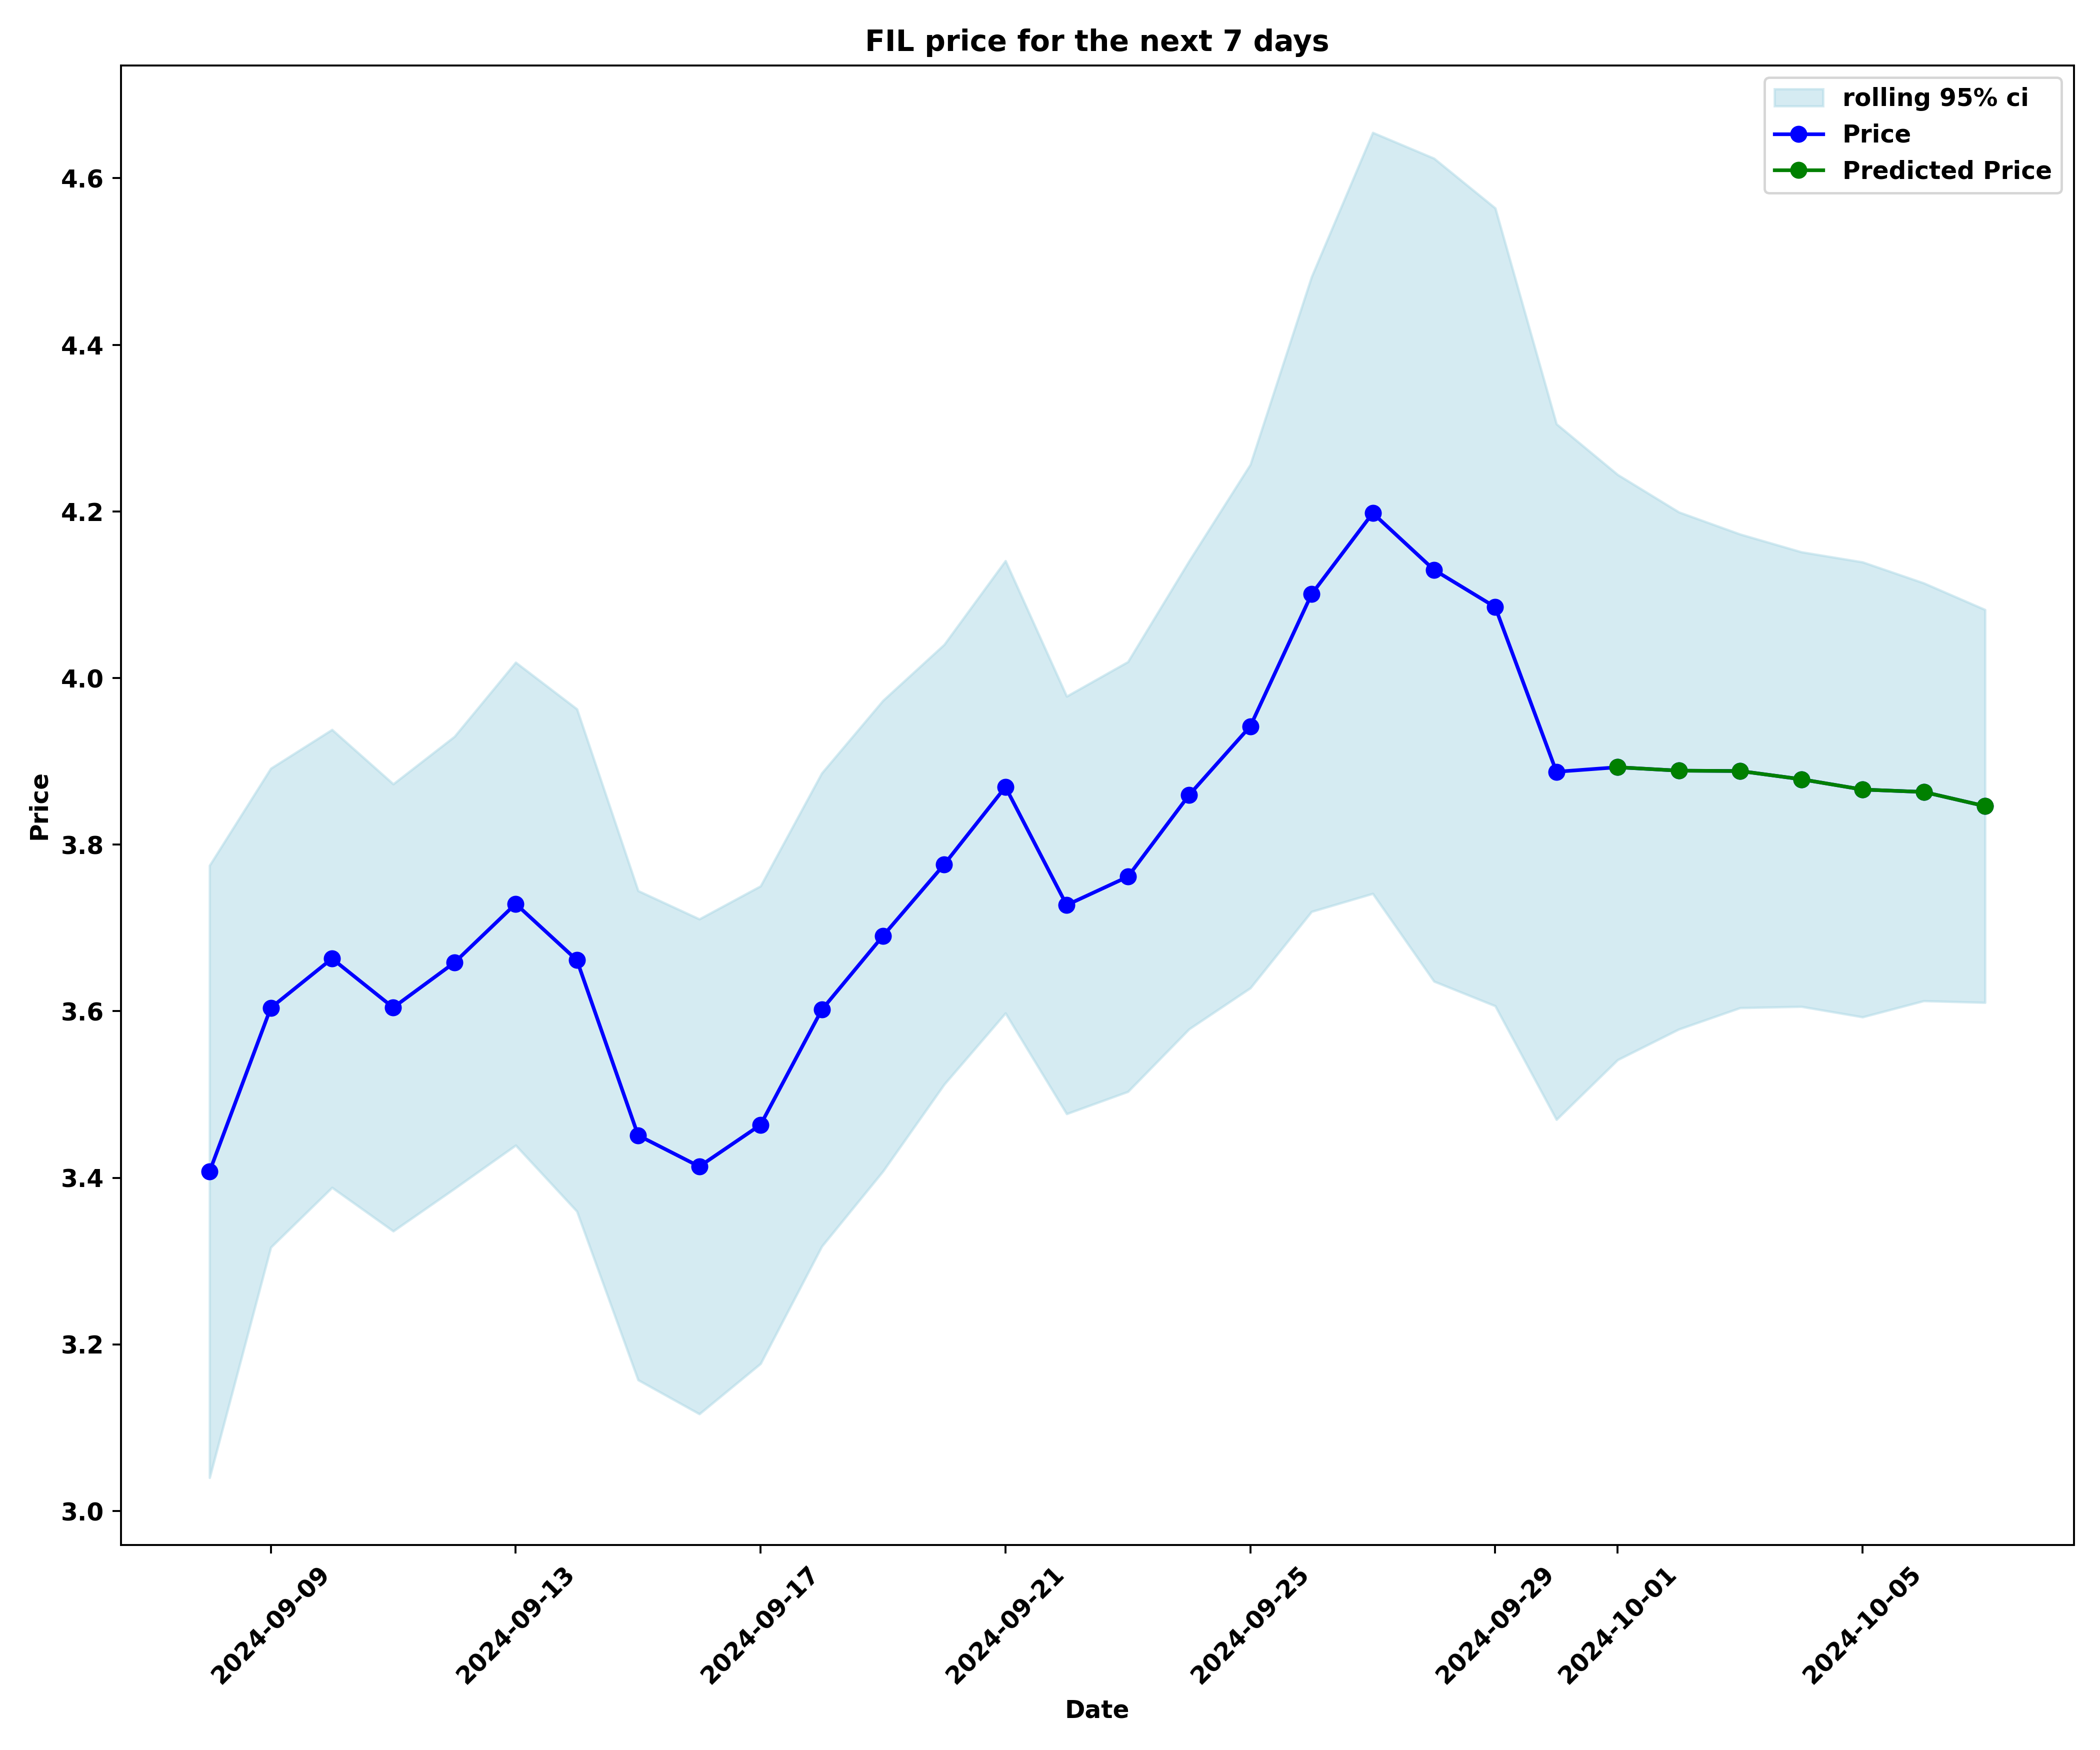 FIL price for the next 7 days
rolling 95% ci
Price
Predicted Price
4.6
4.4
4.2
4.0
3.8
3.6
3.4
3.2
3.0
Price
2024-09-09
2024-09-13
2024-09-17
2024-09-21
2024-09-25
2024-09-29
2024-10-01
2024-10-05
Date